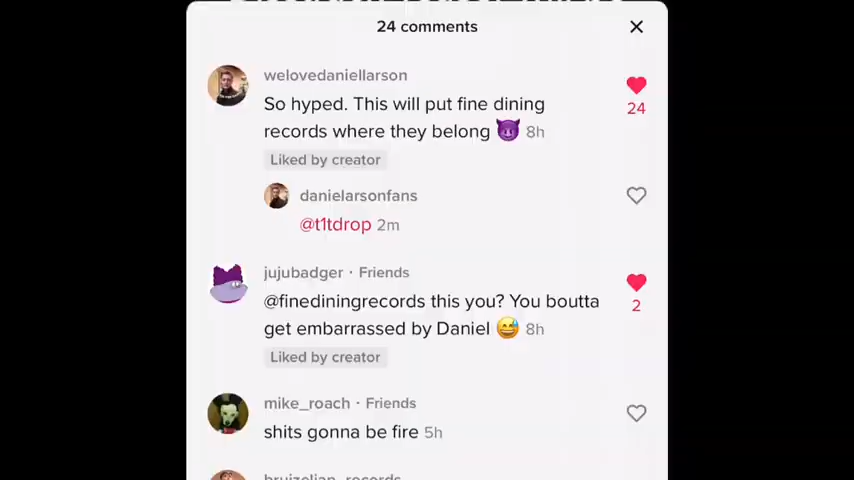 24 comments
welovedaniellarson
So hyped. This will put fine dining
records where they belong 😈 8h
Liked by creator
24
danielarsonfans
@t1tdrop 2m
jujubadger · Friends
@finediningrecords this you? You boutta
get embarrassed by Daniel 😅 8h
Liked by creator
2
mike_roach · Friends
shits gonna be fire 5h
bruizelian_records